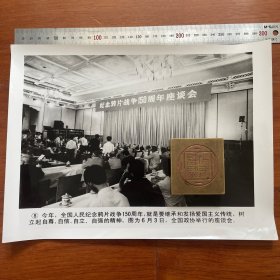 纪念鸦片战争150周年座谈会
⑧ 今年,全国人民纪念鸦片战争150周年,就是要继承和发扬爱国主义传统,树
立起自尊、自信、自立、自强的精神。图为6月3日,全国政协举行的座谈会。